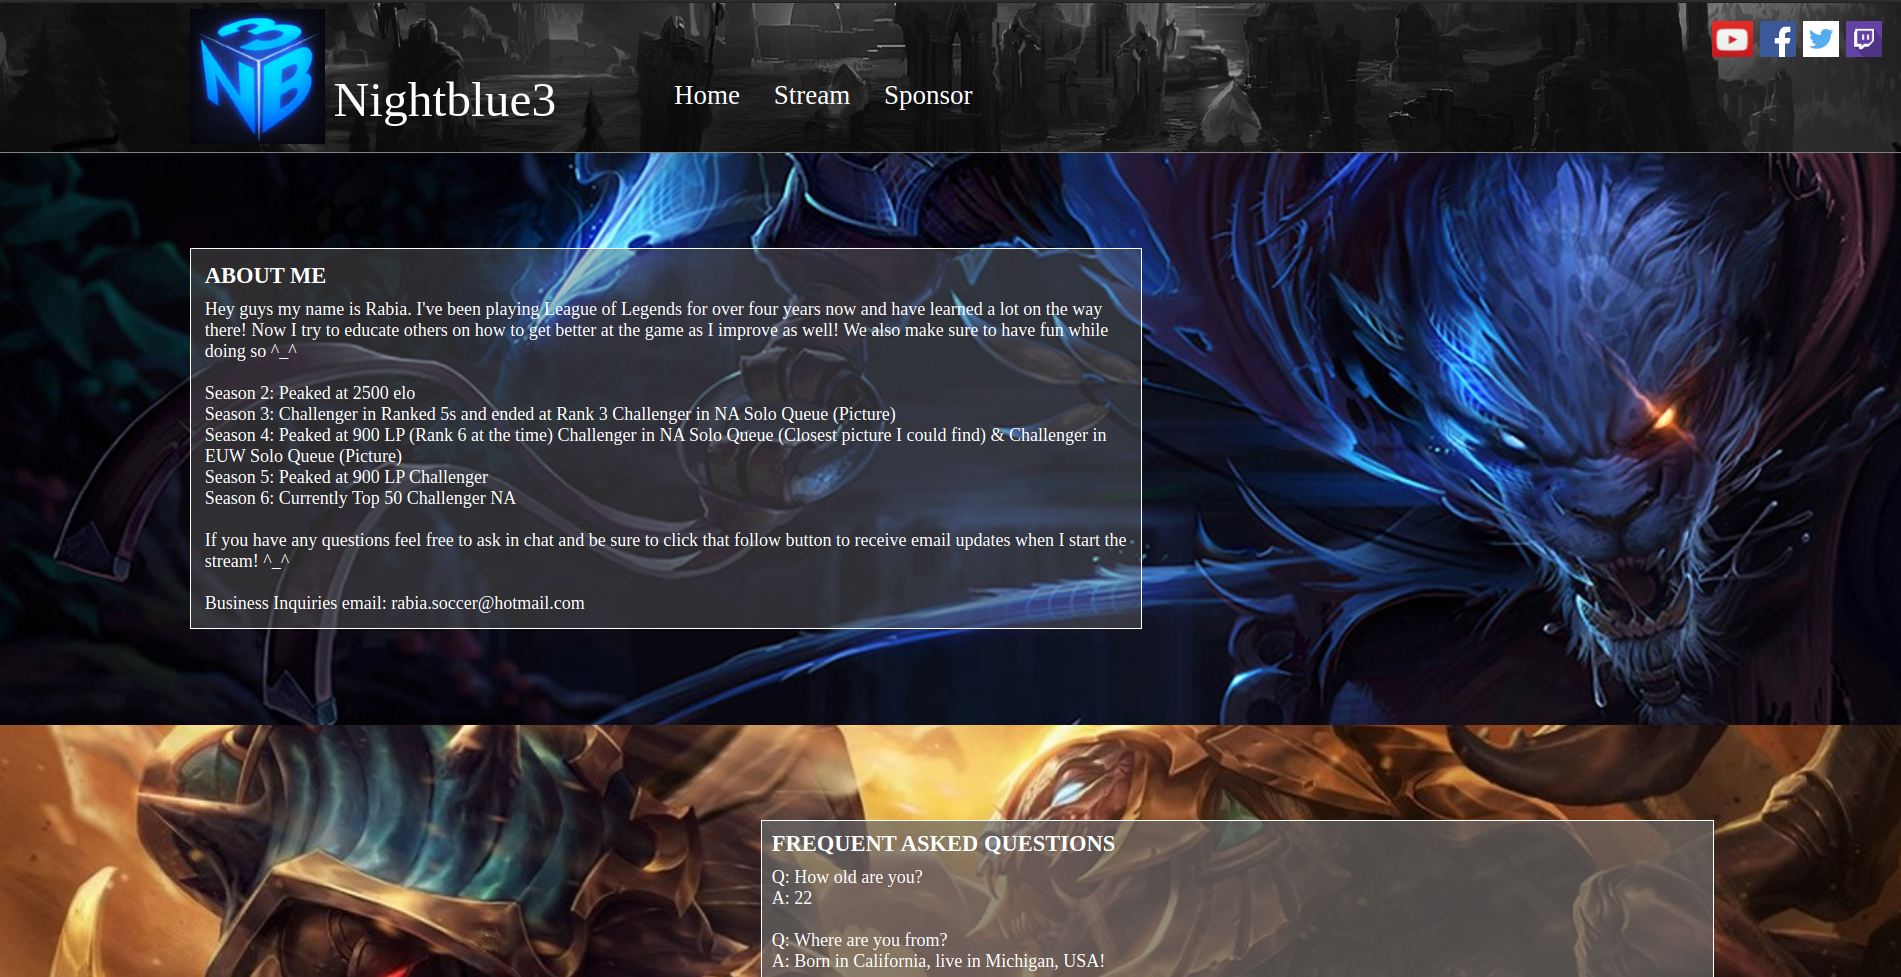 3
N B
Nightblue3
Home Stream Sponsor
ABOUT ME
Hey guys my name is Rabia. I've been playing League of Legends for over four years now and have learned a lot on the way
there! Now I try to educate others on how to get better at the game as I improve as well! We also make sure to have fun while
doing so ^_^
Season 2: Peaked at 2500 elo
Season 3: Challenger in Ranked 5s and ended at Rank 3 Challenger in NA Solo Queue (Picture)
Season 4: Peaked at 900 LP (Rank 6 at the time) Challenger in NA Solo Queue (Closest picture I could find) & Challenger in
EUW Solo Queue (Picture)
Season 5: Peaked at 900 LP Challenger
Season 6: Currently Top 50 Challenger NA
If you have any questions feel free to ask in chat and be sure to click that follow button to receive email updates when I start the
stream! ^_^
Business Inquiries email: rabia.soccer@hotmail.com
FREQUENT ASKED QUESTIONS
Q: How old are you?
A: 22
Q: Where are you from?
A: Born in California, live in Michigan, USA!